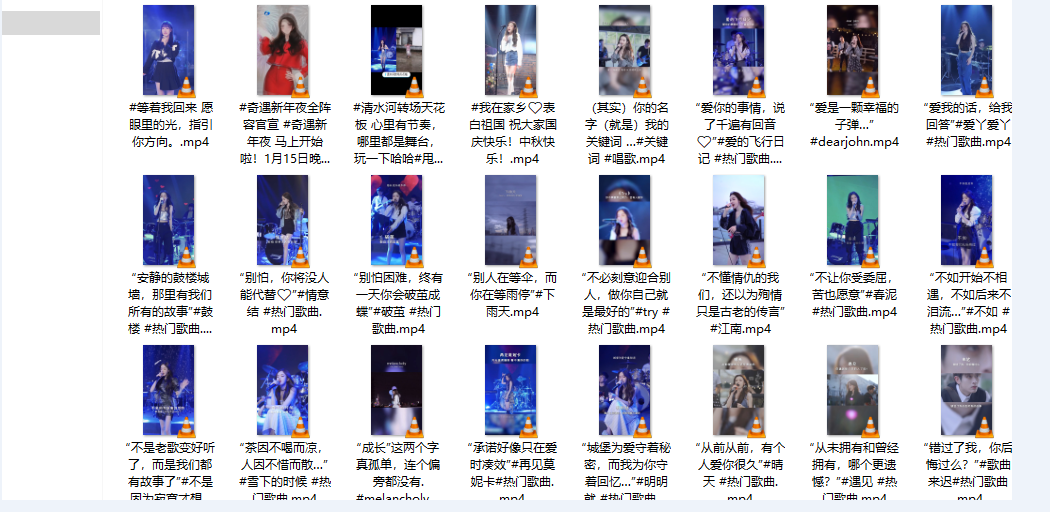 #等着我回来 愿
眼里的光，指引
你方向。.mp4
#奇遇新年夜全阵
容官宣 #奇遇新
年夜 马上开始
啦！1月15日晚...
#清水河转场天花
板 心里有节奏，
哪里都是舞台，
玩一下哈哈#甩...
#我在家乡♡表
白祖国 祝大家国
庆快乐！中秋快
乐！.mp4
（其实）你的名
字（就是）我的
关键词 ...#关键
词 #唱歌.mp4
“爱你的事情，说
了千遍有回音
♡”#爱的飞行日
记 #热门歌曲....
“爱是一颗幸福的
子弹...”
#dearjohn.mp4
“爱我的话，给我
回答”#爱丫爱丫
#热门歌曲.mp4
“安静的鼓楼城
墙，那里有我们
所有的故事”#鼓
楼 #热门歌曲....
“别怕，你将没人
能代替♡”#情意
结 #热门歌曲.
mp4
“别怕困难，终有
一天你会破茧成
蝶”#破茧 #热门
歌曲.mp4
“别人在等伞，而
你在等雨停”#下
雨天.mp4
“不必刻意迎合别
人，做你自己就
是最好的”#try #
热门歌曲.mp4
“不懂情仇的我
们，还以为殉情
只是古老的传言”
#江南.mp4
“不让你受委屈，
苦也愿意”#春泥
#热门歌曲.mp4
“不如开始不相
遇，不如后来不
泪流...”#不如 #
热门歌曲.mp4
“不是老歌变好听
了，而是我们都
有故事了”#不是
因为寂寞才想
“茶因不喝而凉，
人因不惜而散...”
#雪下的时候 #热
门歌曲.mp4
“成长”这两个字
真孤单，连个偏
旁都没有.
#melancholy
“承诺好像只在爱
时凑效”#再见莫
妮卡#热门歌曲.
mp4
“城堡为爱守着秘
密，而我为你守
着回忆...”#明明
就 #热门歌曲.
“从前从前，有个
人爱你很久”#晴
天 #热门歌曲.
mp4
“从未拥有和曾经
拥有，哪个更遗
憾？”#遇见 #热
门歌曲.mp4
“错过了我，你后
悔过么？”#歌曲
来迟#热门歌曲.
mp4